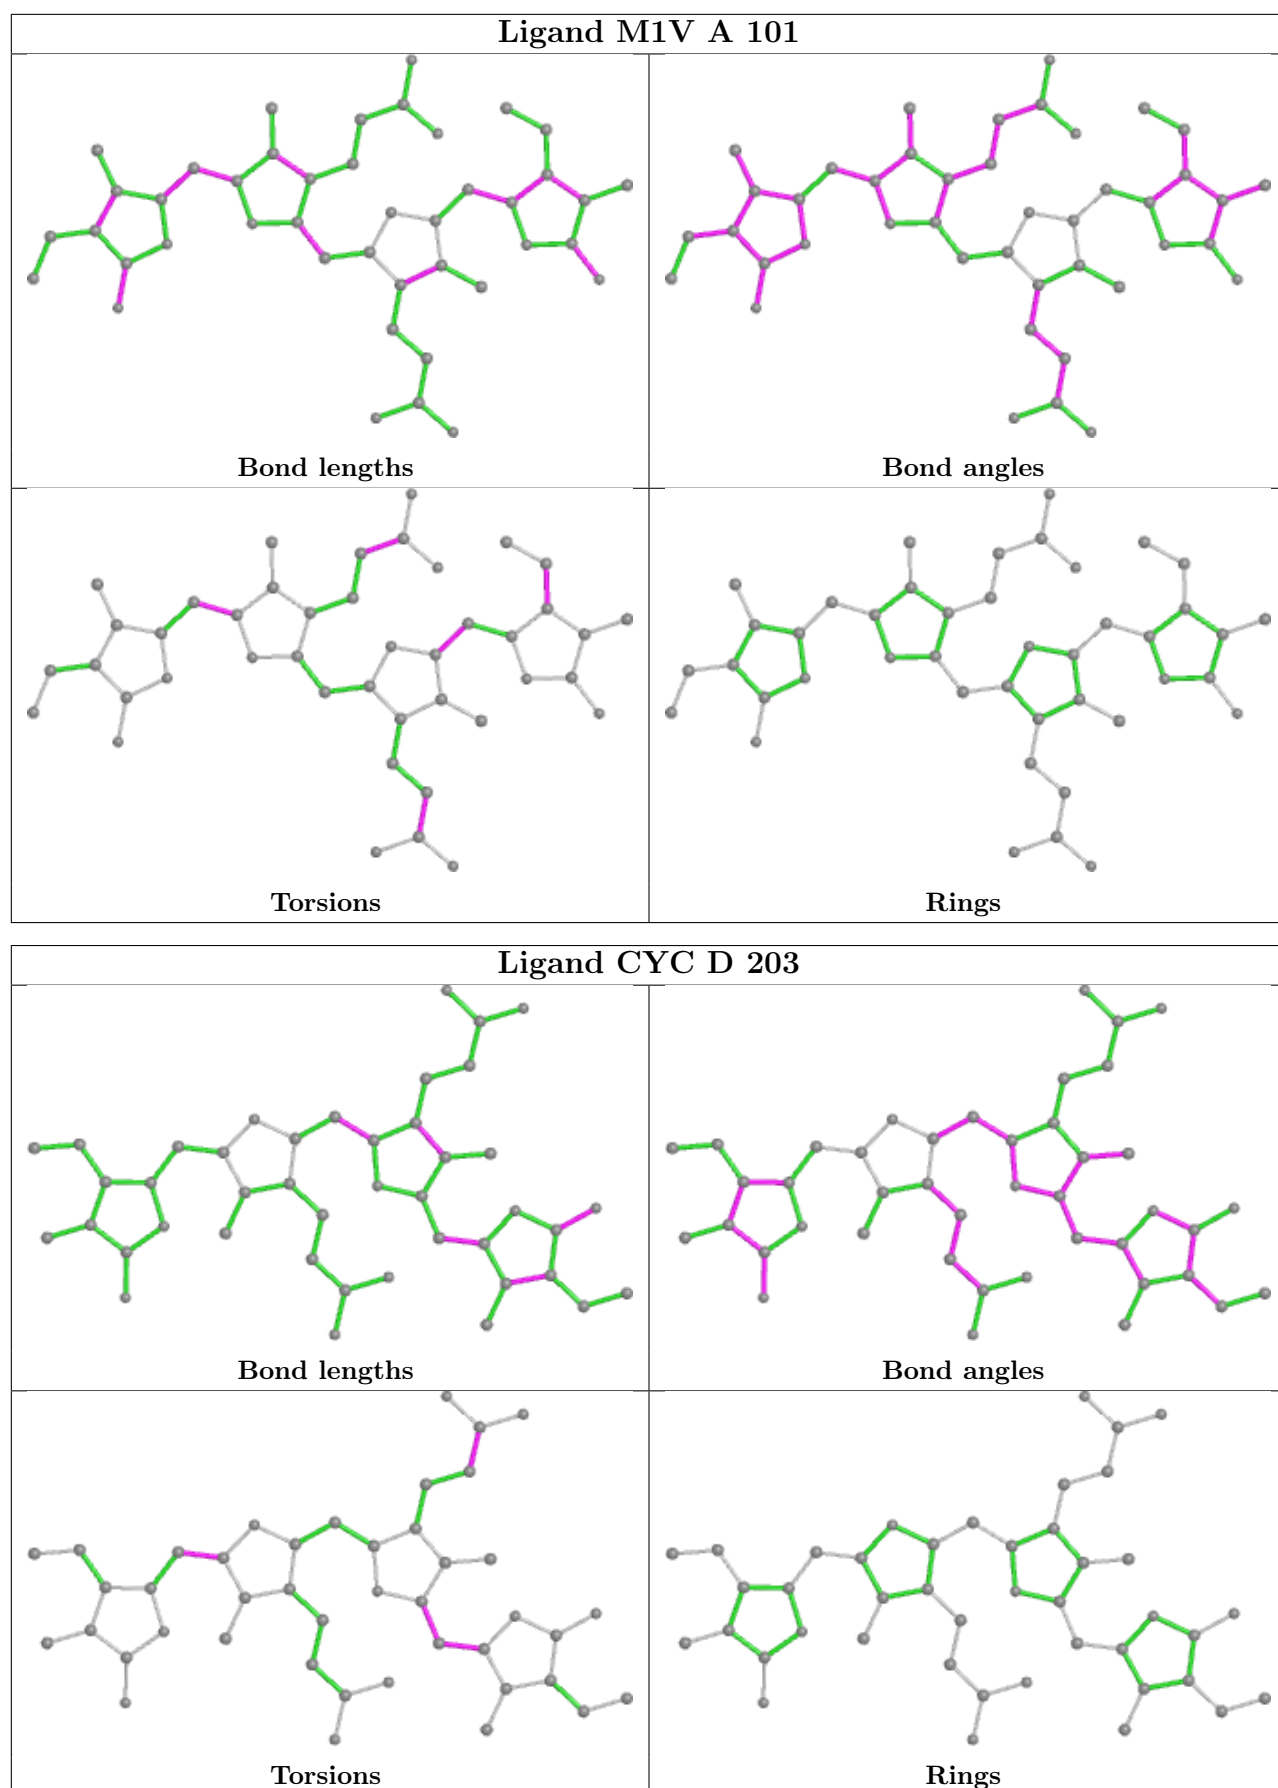 Ligand M1V A 101
Bond lengths
Bond angles
Torsions
Rings
Ligand CYC D 203
Bond lengths
Bond angles
Torsions
Rings